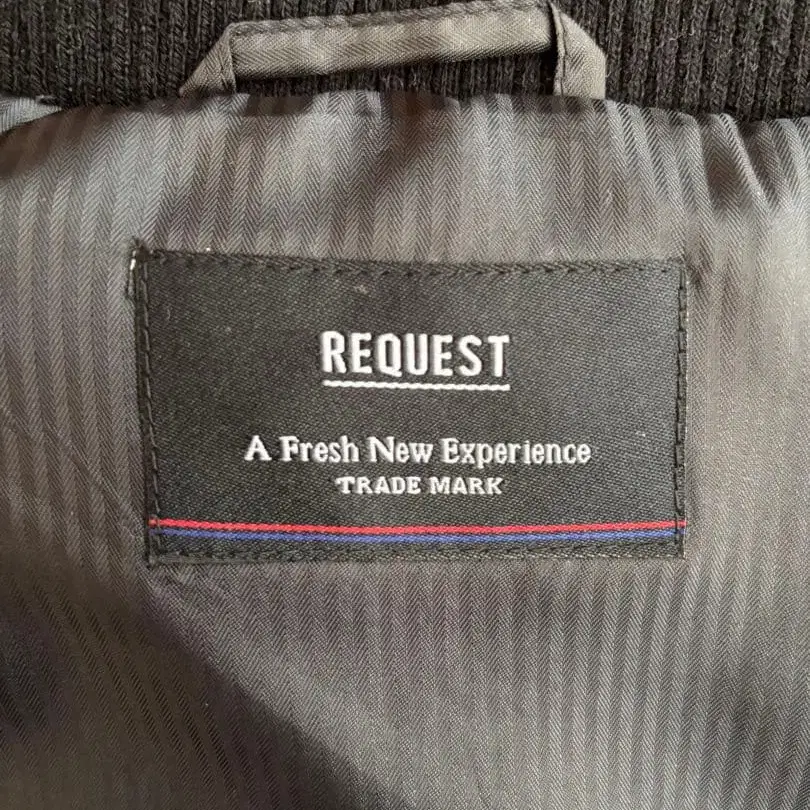 REQUEST
A Fresh New Experience
TRADE MARK